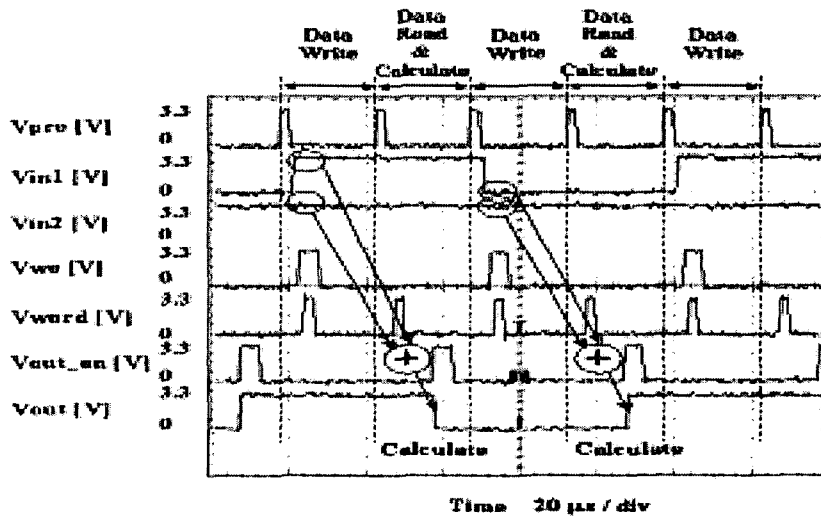 Data Write
Data Read & Calculate
Data Write
Data Read & Calculate
Data Write
Vpre [V] 3.3 0
Vin1 [V] 3.3 0
Vin2 [V] 3.3 0
Vwe [V] 3.3 0
Vword [V] 3.3 0
Vout_en [V] 3.3 0
Vout [V] 3.3 0
+ +
Calculate Calculate
Time 20 µs / div